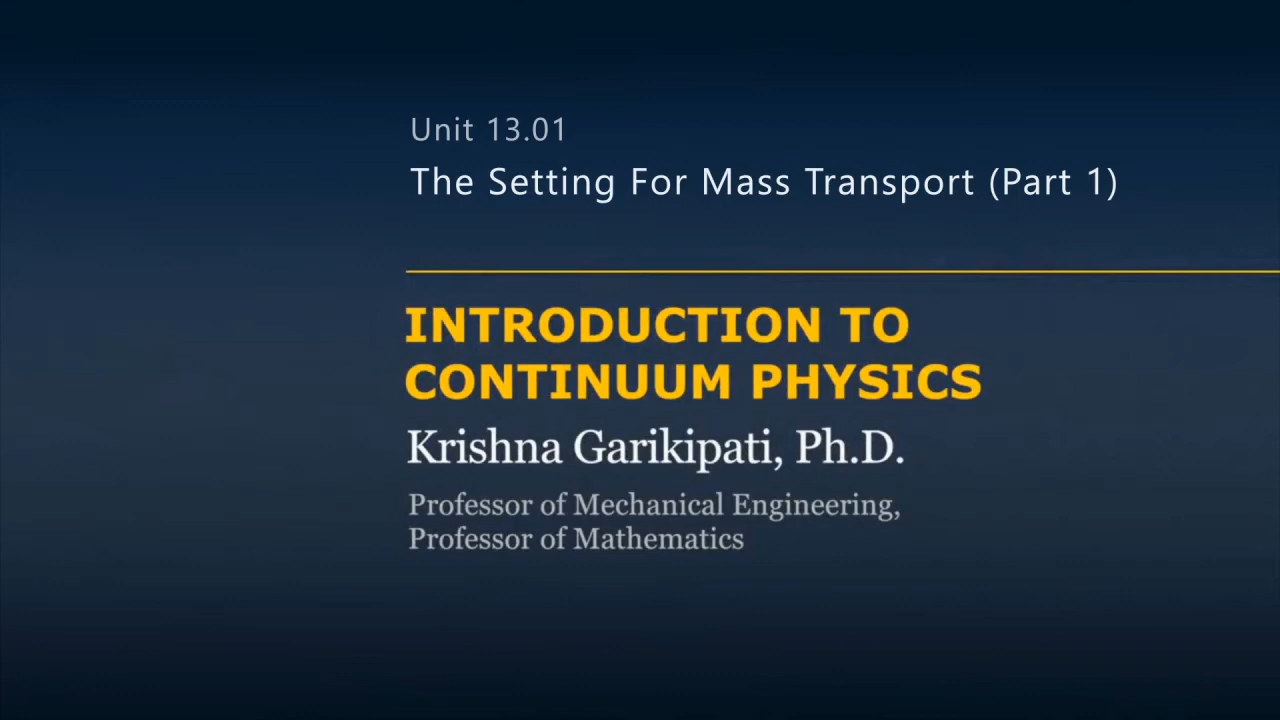 Unit 13.01
The Setting For Mass Transport (Part 1)
INTRODUCTION TO
CONTINUUM PHYSICS
Krishna Garikipati, Ph.D.
Professor of Mechanical Engineering,
Professor of Mathematics